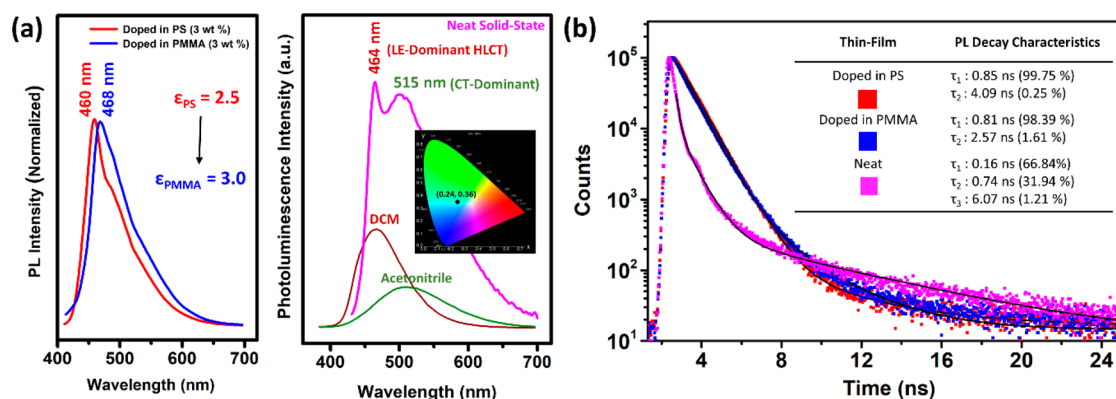 (a)
Doped in PS (3 wt %)
Doped in PMMA (3 wt %)
460 nm
468 nm
εPS = 2.5
εPMMA = 3.0
PL Intensity (Normalized)
400 500 600 700
Wavelength (nm)
Neat Solid-State
464 nm
(LE-Dominant HLCT)
515 nm (CT-Dominant)
y
(0.24, 0.36)
x
DCM
Acetonitrile
Photoluminescence Intensity (a.u.)
400 500 600 700
Wavelength (nm)
(b)
Thin-Film PL Decay Characteristics
Doped in PS τ1 : 0.85 ns (99.75 %)
τ2 : 4.09 ns (0.25 %)
Doped in PMMA τ1 : 0.81 ns (98.39 %)
τ2 : 2.57 ns (1.61 %)
Neat τ1 : 0.16 ns (66.84%)
τ2 : 0.74 ns (31.94 %)
τ3 : 6.07 ns (1.21 %)
Counts
10^5
10^4
10^3
10^2
10^1
4 8 12 16 20 24
Time (ns)